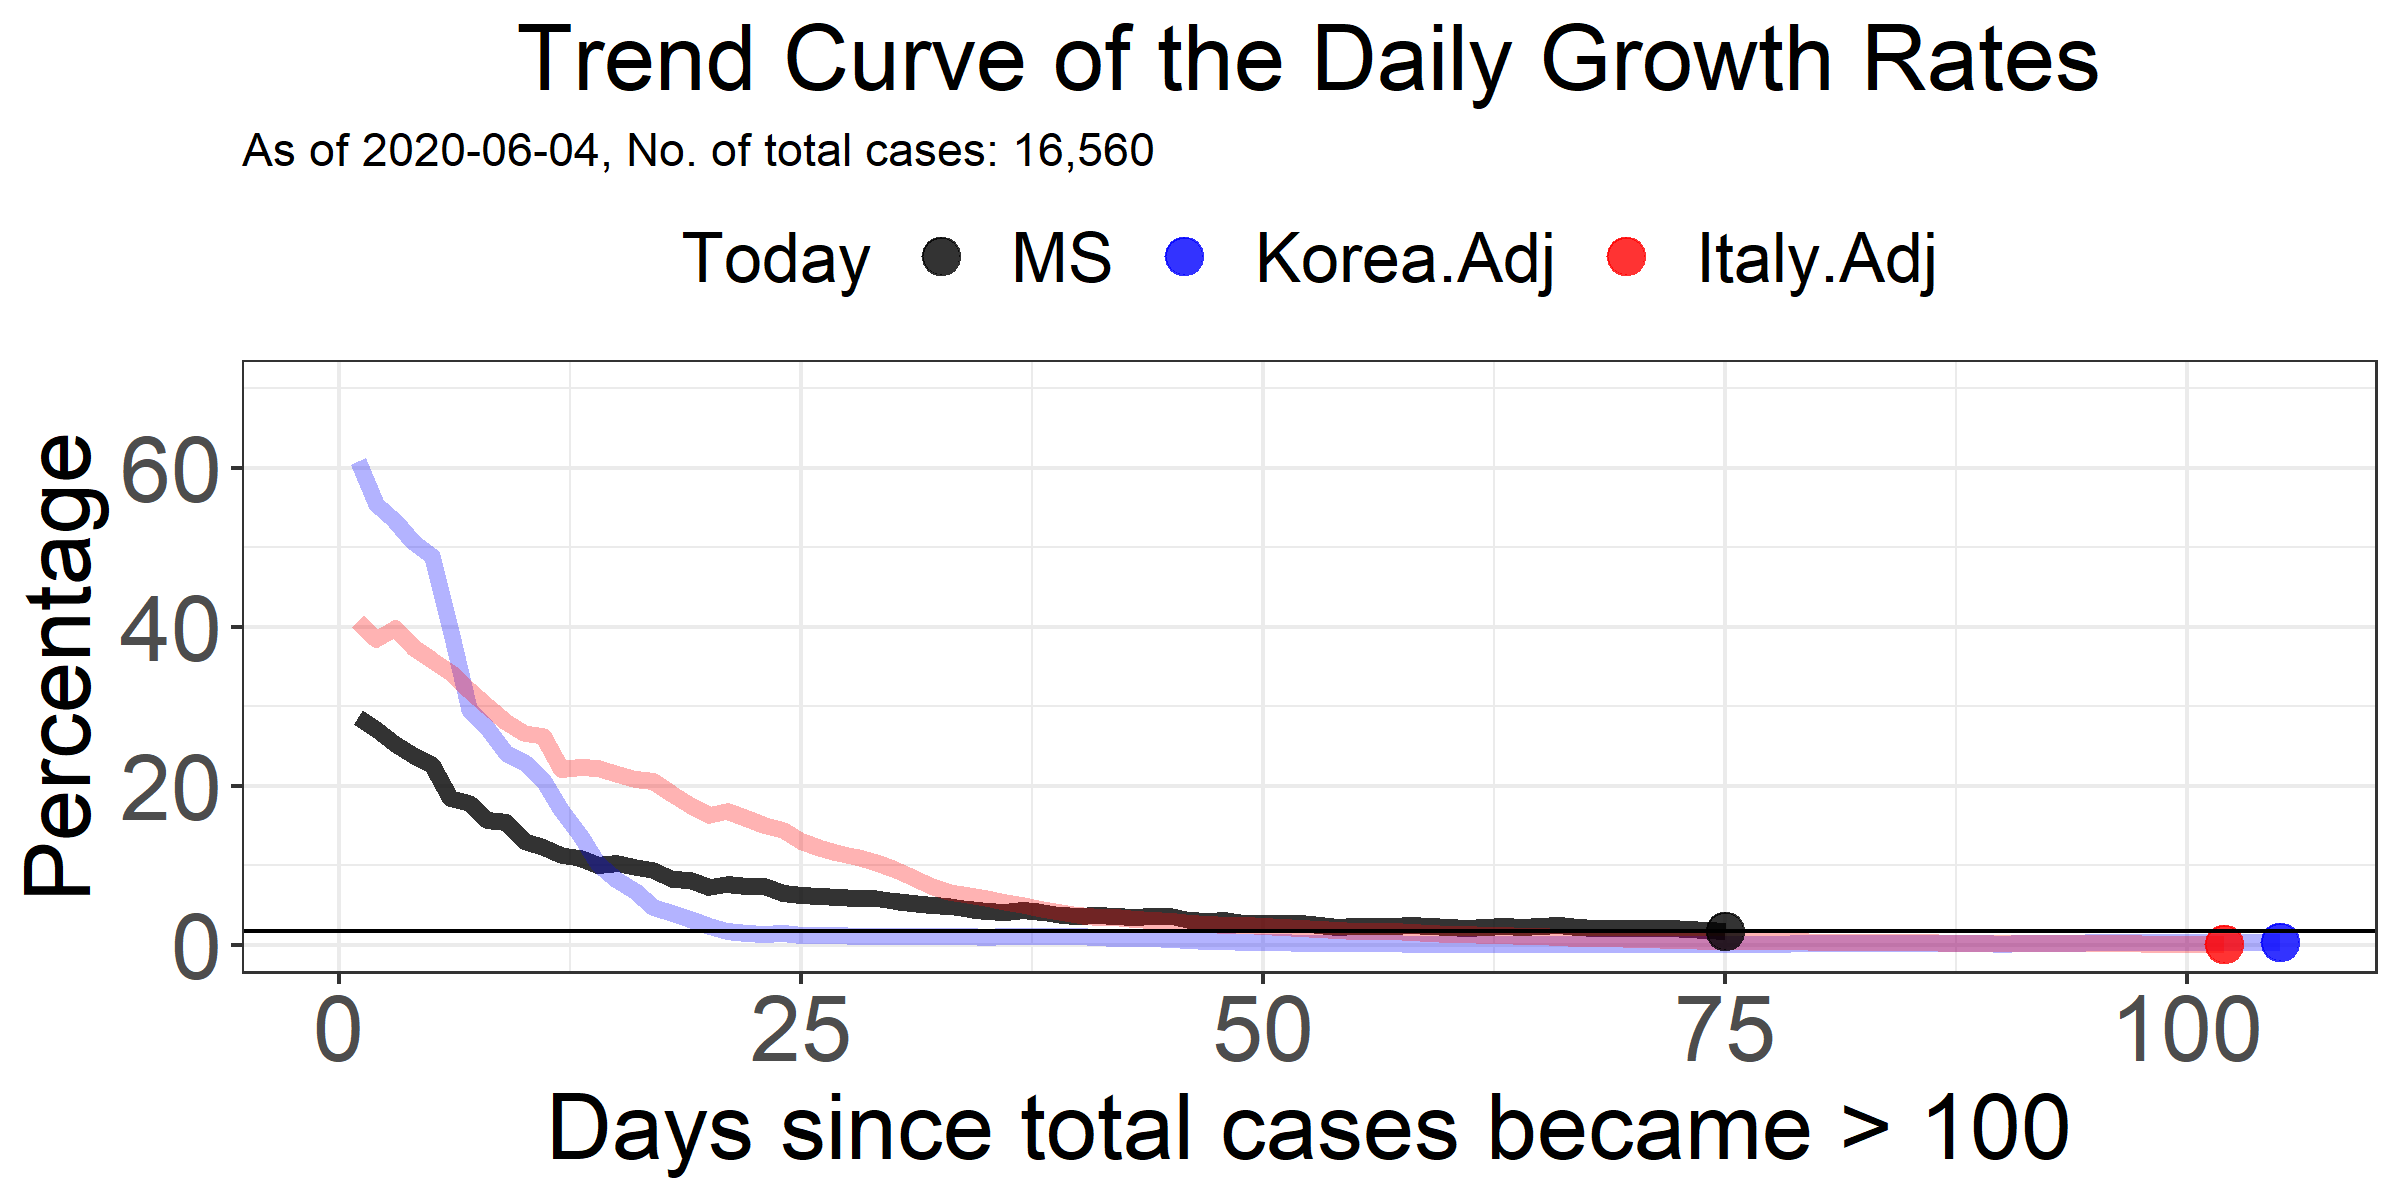 Trend Curve of the Daily Growth Rates
As of 2020-06-04, No. of total cases: 16,560
Today MS Korea.Adj Italy.Adj
Percentage
60
40
20
0
0 25 50 75 100
Days since total cases became > 100